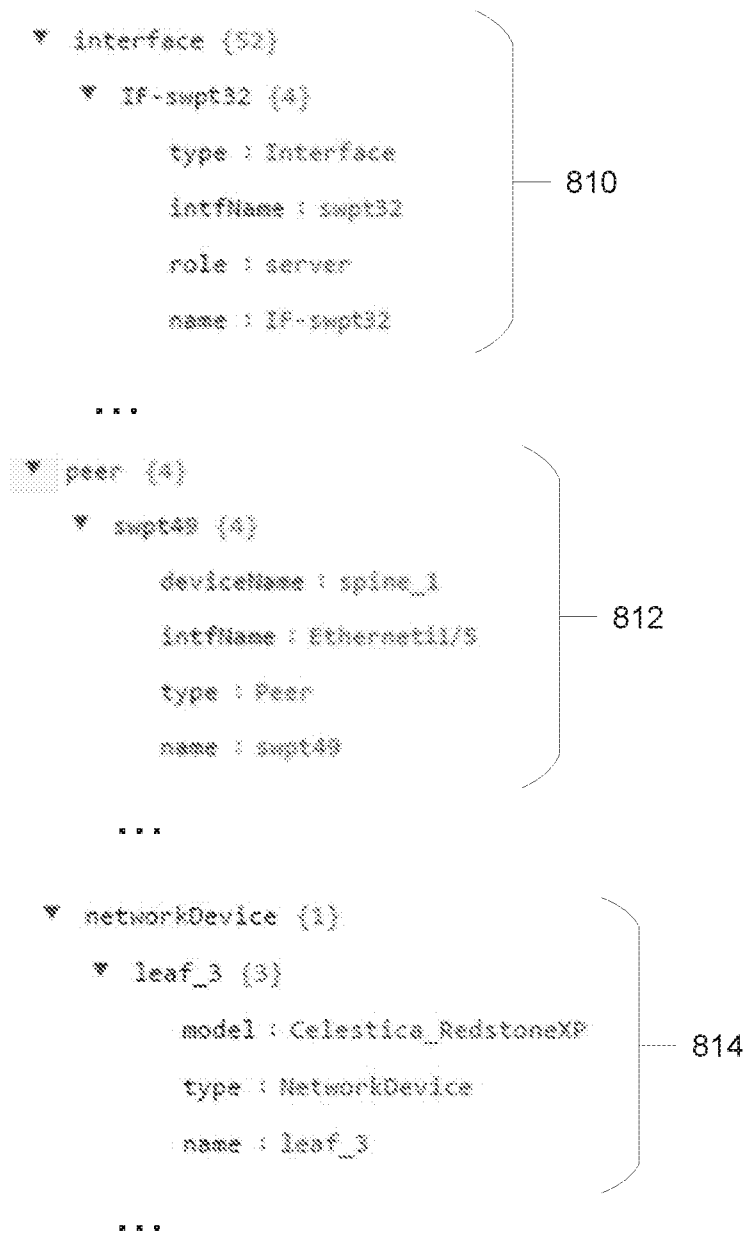 ▼ interface {52}
▼ IF-swpt32 {4}
type : Interface
intfName : swpt32
role : server
name : IF-swpt32
810
...
▼ peer {4}
▼ swpt49 {4}
deviceName : spine_1
intfName : Ethernet1/5
type : Peer
name : swpt49
812
...
▼ networkDevice {1}
▼ leaf_3 {3}
model : Celestica_RedstoneXP
type : NetworkDevice
name : leaf_3
814
...